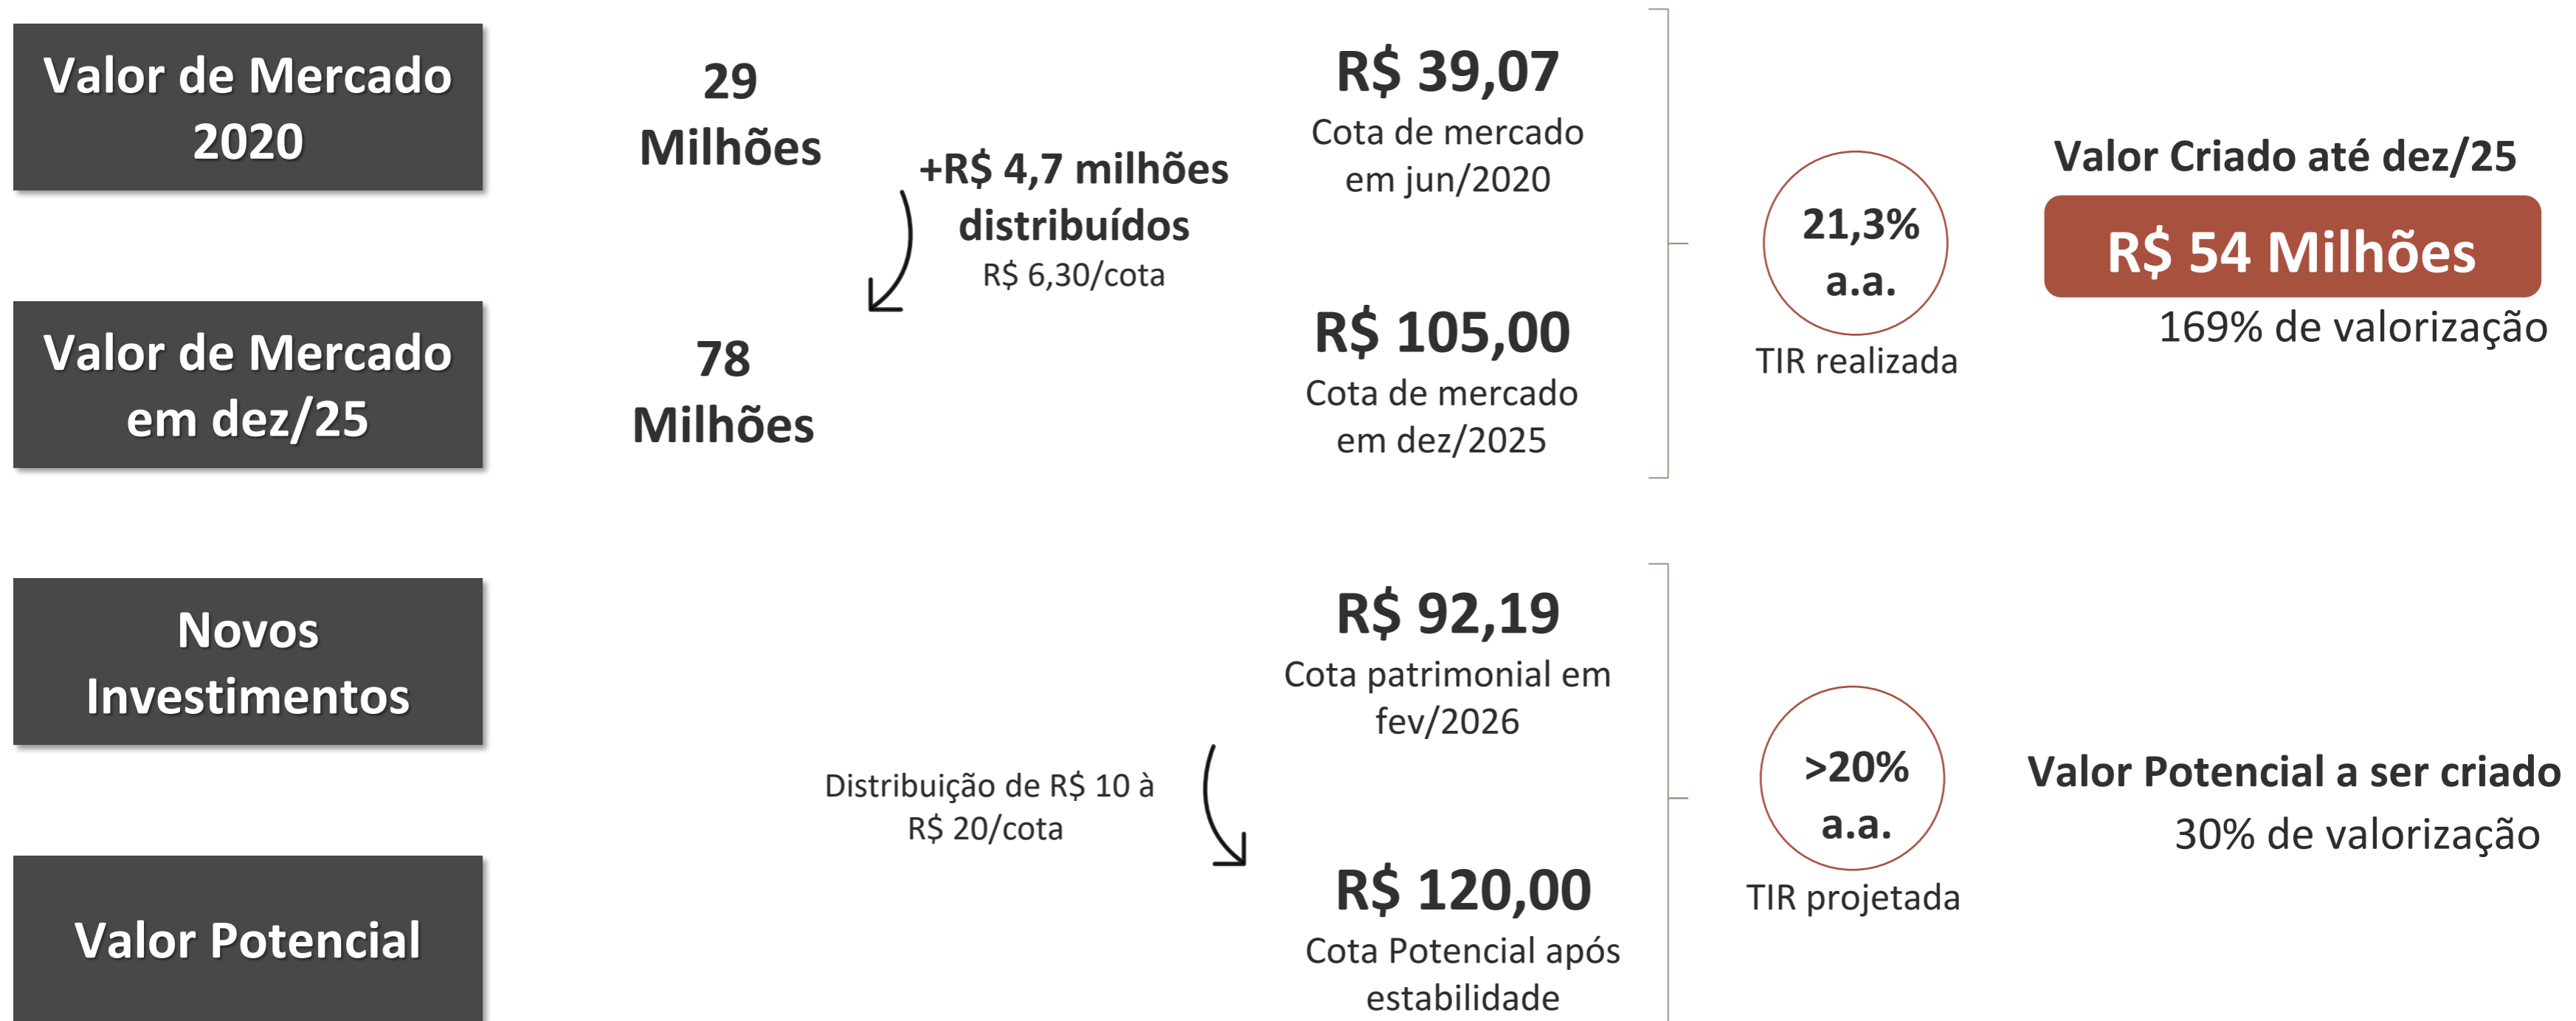 Valor de Mercado
2020
29
Milhões
+R$ 4,7 milhões
distribuídos
R$ 6,30/cota
R$ 39,07
Cota de mercado
em jun/2020
Valor de Mercado
em dez/25
78
Milhões
R$ 105,00
Cota de mercado
em dez/2025
21,3%
a.a.
TIR realizada
Valor Criado até dez/25
R$ 54 Milhões
169% de valorização
Novos
Investimentos
R$ 92,19
Cota patrimonial em
fev/2026
Distribuição de R$ 10 à
R$ 20/cota
Valor Potencial
R$ 120,00
Cota Potencial após
estabilidade
>20%
a.a.
TIR projetada
Valor Potencial a ser criado
30% de valorização